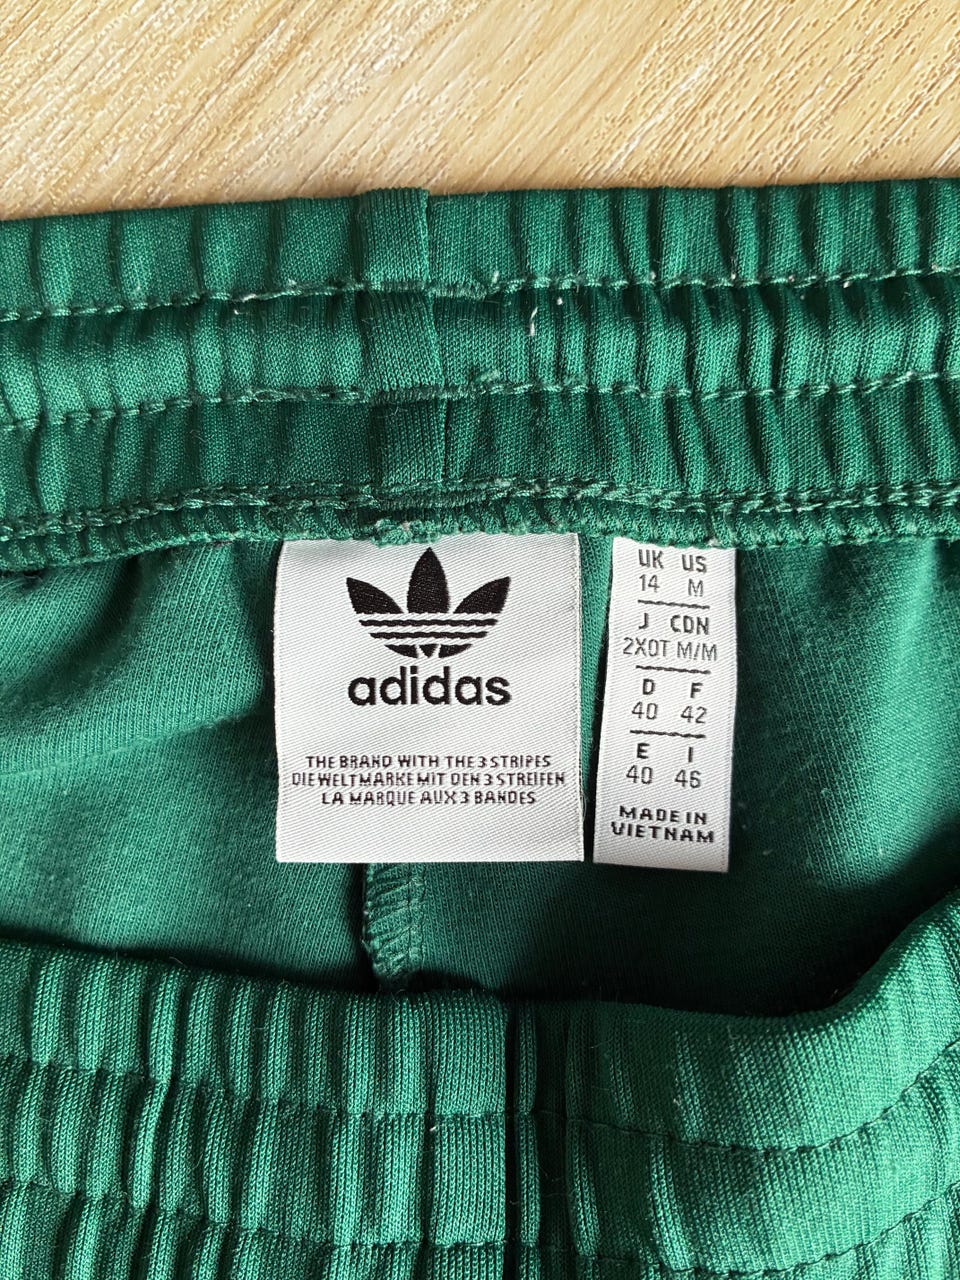 adidas
THE BRAND WITH THE 3 STRIPES
DIE WELTMARKE MIT DEN 3 STREIFEN
LA MARQUE AUX 3 BANDES
UK US
14 M
J CDN
2XOT M/M
D F
40 42
E I
40 46
MADE IN
VIETNAM